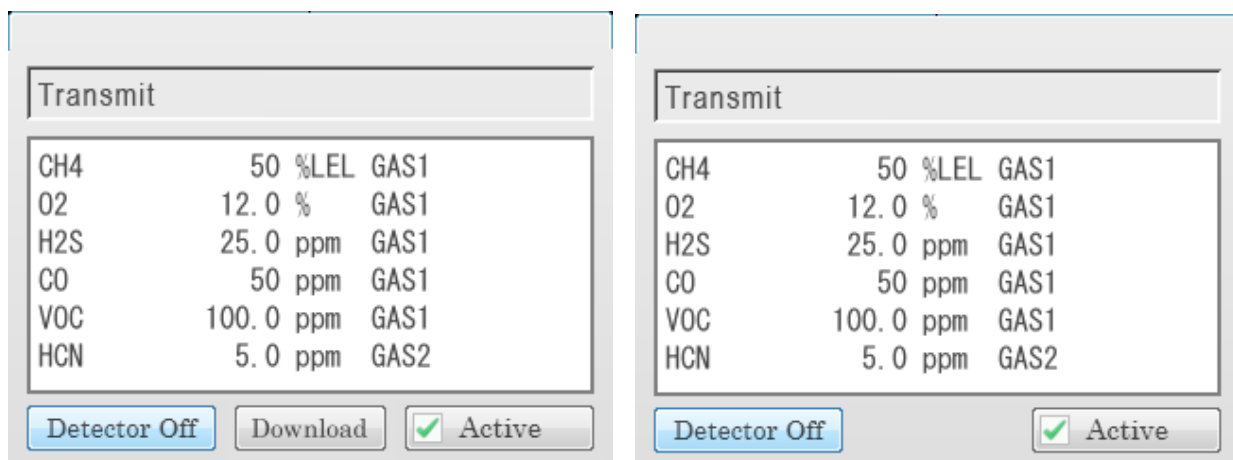 Transmit
CH4 50 %LEL GAS1
O2 12.0 % GAS1
H2S 25.0 ppm GAS1
CO 50 ppm GAS1
VOC 100.0 ppm GAS1
HCN 5.0 ppm GAS2
Detector Off Download Active
Transmit
CH4 50 %LEL GAS1
O2 12.0 % GAS1
H2S 25.0 ppm GAS1
CO 50 ppm GAS1
VOC 100.0 ppm GAS1
HCN 5.0 ppm GAS2
Detector Off Active